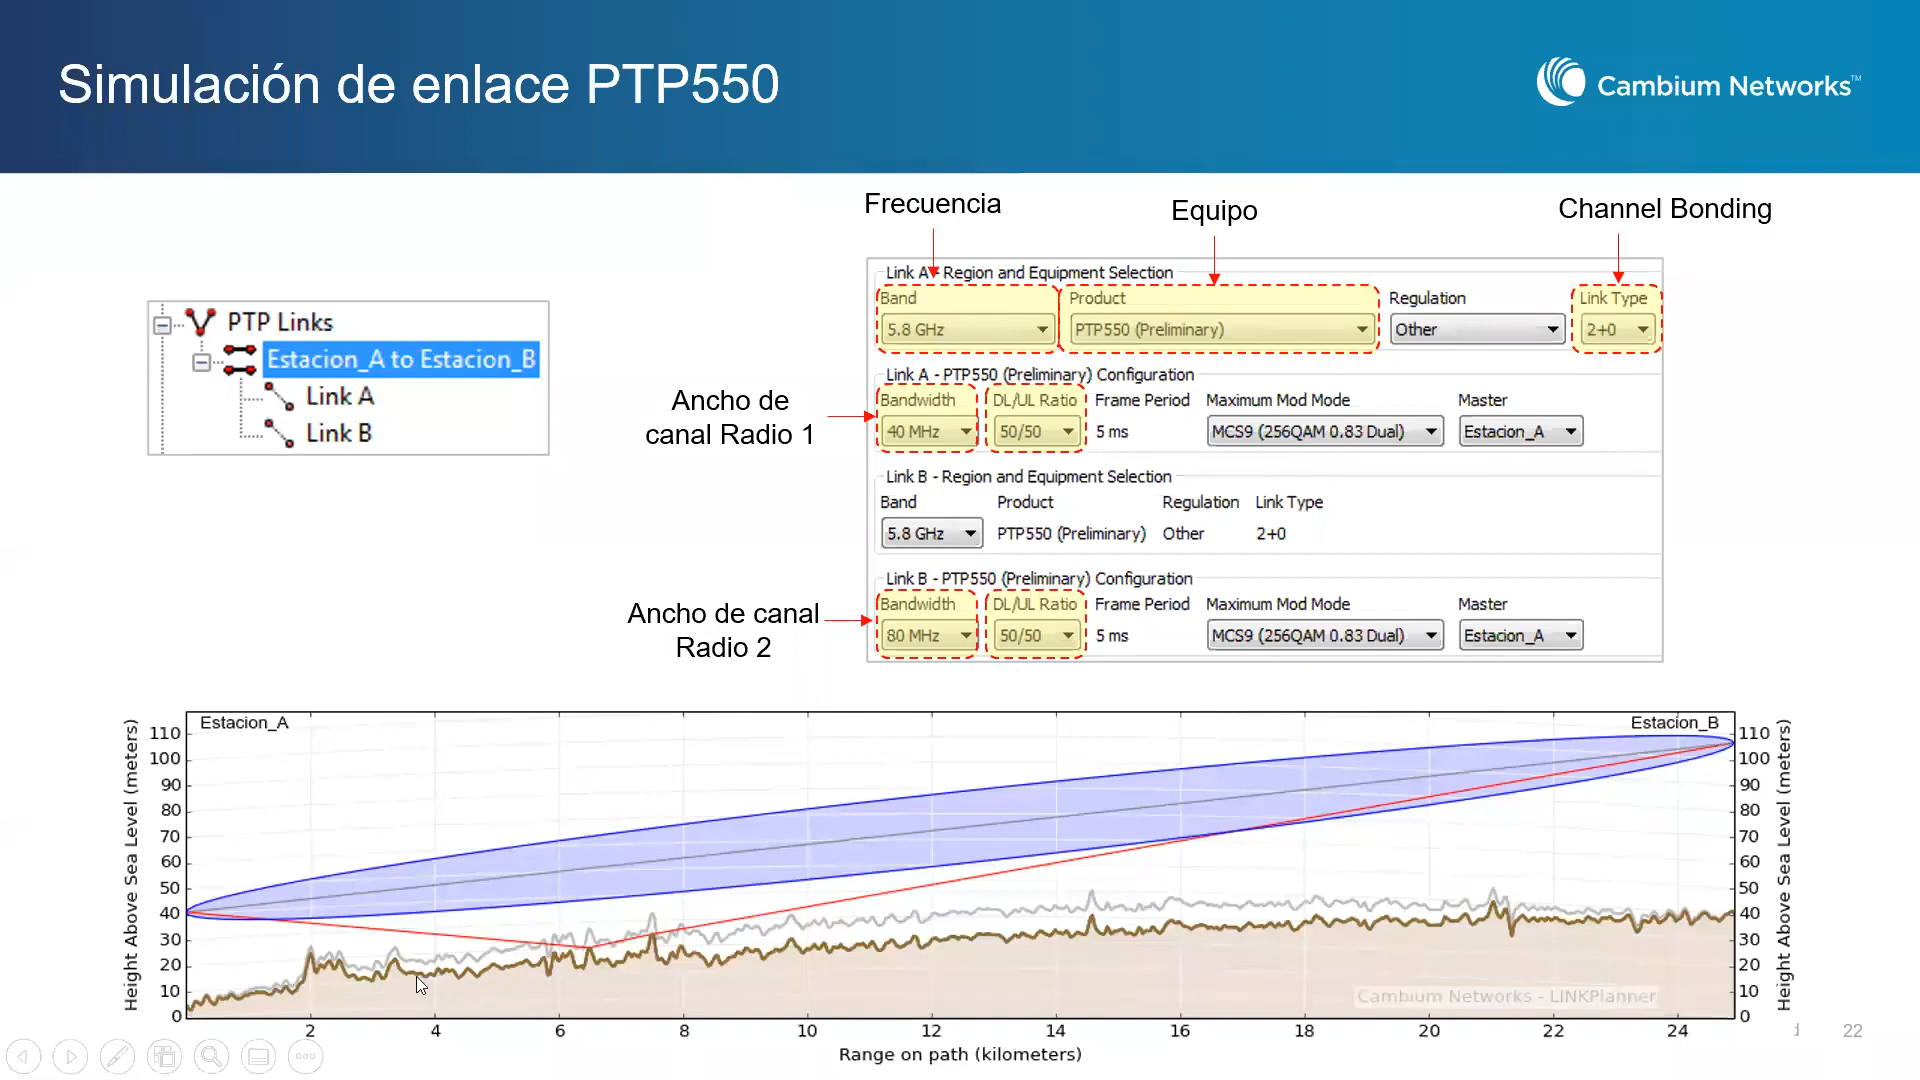 Simulación de enlace PTP550
Cambium Networks™
Frecuencia
Equipo
Channel Bonding
PTP Links
Estacion_A to Estacion_B
Link A
Link B
Link A - Region and Equipment Selection
Band Product Regulation Link Type
5.8 GHz PTP550 (Preliminary) Other 2+0
Ancho de
canal Radio 1
Link A - PTP550 (Preliminary) Configuration
Bandwidth DL/UL Ratio Frame Period Maximum Mod Mode Master
40 MHz 50/50 5 ms MCS9 (256QAM 0.83 Dual) Estacion_A
Link B - Region and Equipment Selection
Band Product Regulation Link Type
5.8 GHz PTP550 (Preliminary) Other 2+0
Ancho de canal
Radio 2
Link B - PTP550 (Preliminary) Configuration
Bandwidth DL/UL Ratio Frame Period Maximum Mod Mode Master
80 MHz 50/50 5 ms MCS9 (256QAM 0.83 Dual) Estacion_A
Estacion_A Estacion_B
Height Above Sea Level (meters)
110
100
90
80
70
60
50
40
30
20
10
0
110
100
90
80
70
60
50
40
30
20
10
0
Height Above Sea Level (meters)
Cambium Networks - LINKPlanner
2 4 6 8 10 12 14 16 18 20 22 24
Range on path (kilometers)
22